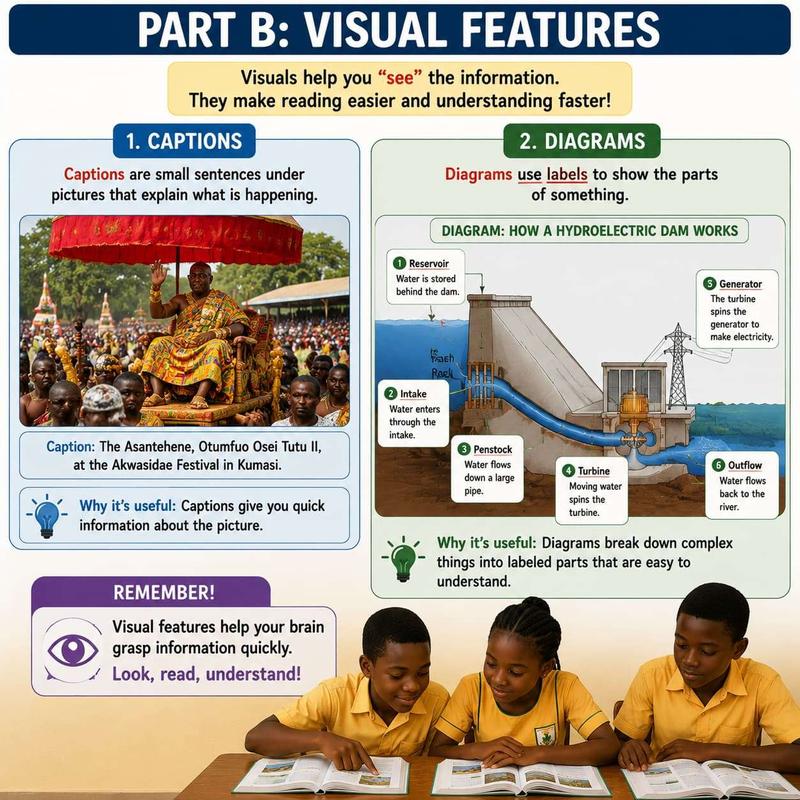 PART B: VISUAL FEATURES
Visuals help you “see” the information.
They make reading easier and understanding faster!
1. CAPTIONS
Captions are small sentences under
pictures that explain what is happening.
Caption: The Asantehene, Otumfuo Osei Tutu II,
at the Akwasidae Festival in Kumasi.
Why it’s useful: Captions give you quick
information about the picture.
2. DIAGRAMS
Diagrams use labels to show the parts
of something.
DIAGRAM: HOW A HYDROELECTRIC DAM WORKS
1 Reservoir
Water is stored
behind the dam.
2 Intake
Water enters
through the
intake.
3 Penstock
Water flows
down a large
pipe.
4 Turbine
Moving water
spins the
turbine.
5 Generator
The turbine
spins the
generator to
make electricity.
6 Outflow
Water flows
back to the
river.
Why it’s useful: Diagrams break down complex
things into labeled parts that are easy to
understand.
REMEMBER!
Visual features help your brain
grasp information quickly.
Look, read, understand!